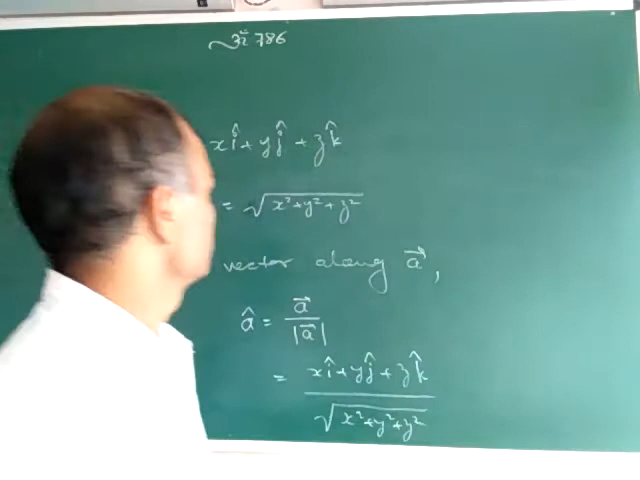 786
xî + yĵ + zk̂
= √(x² + y² + z²)
vector along a⃗,
â = a⃗ / |a⃗|
= (xî + yĵ + zk̂) / √(x² + y² + z²)